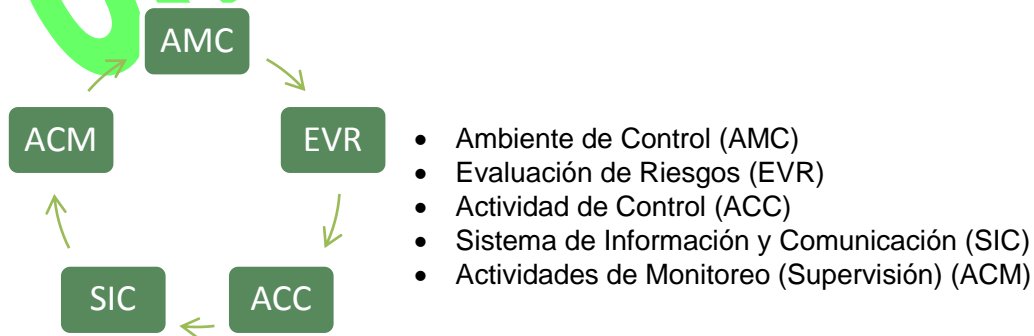 AMC
ACM
EVR
SIC
ACC
• Ambiente de Control (AMC)
• Evaluación de Riesgos (EVR)
• Actividad de Control (ACC)
• Sistema de Información y Comunicación (SIC)
• Actividades de Monitoreo (Supervisión) (ACM)